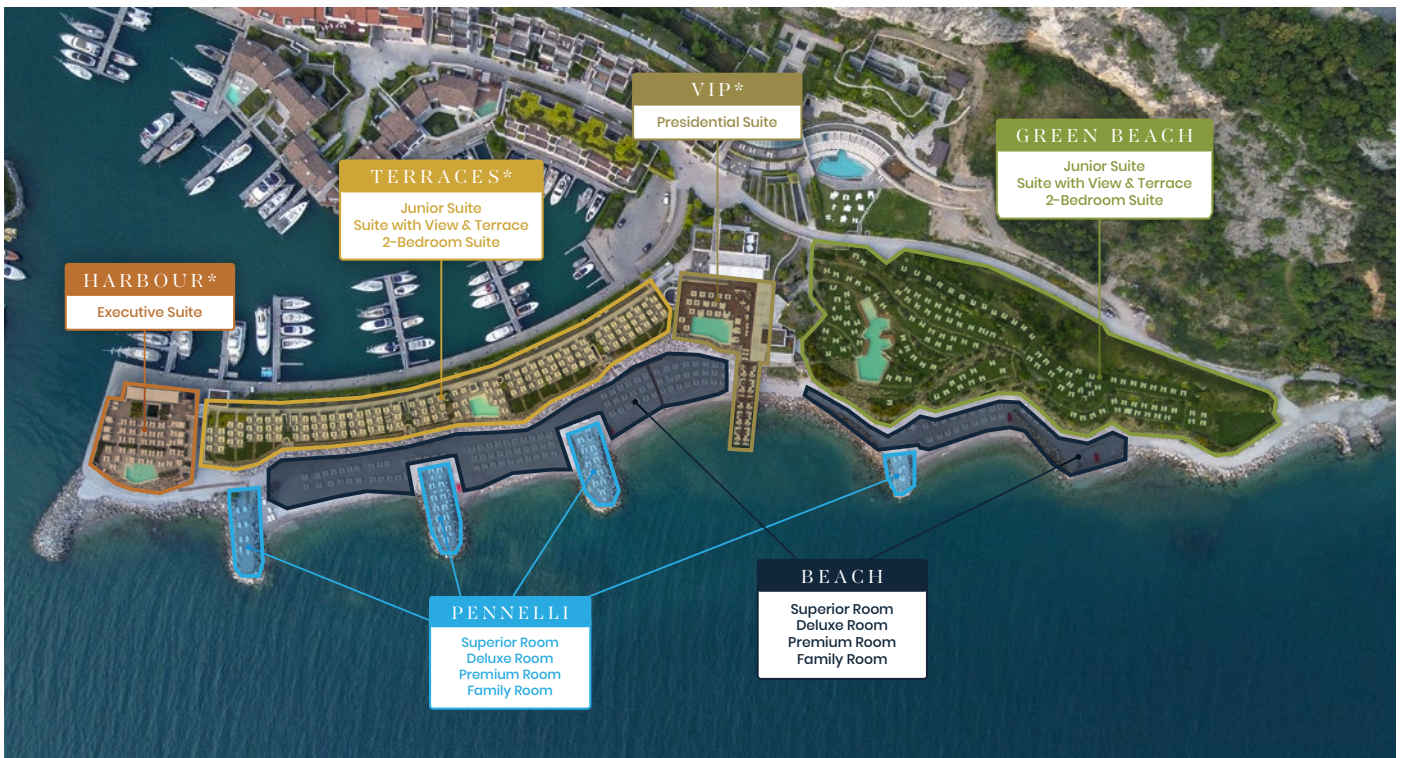 VIP*
Presidential Suite
GREEN BEACH
Junior Suite
Suite with View & Terrace
2-Bedroom Suite
TERRACES*
Junior Suite
Suite with View & Terrace
2-Bedroom Suite
HARBOUR*
Executive Suite
BEACH
Superior Room
Deluxe Room
Premium Room
Family Room
PENNELLI
Superior Room
Deluxe Room
Premium Room
Family Room